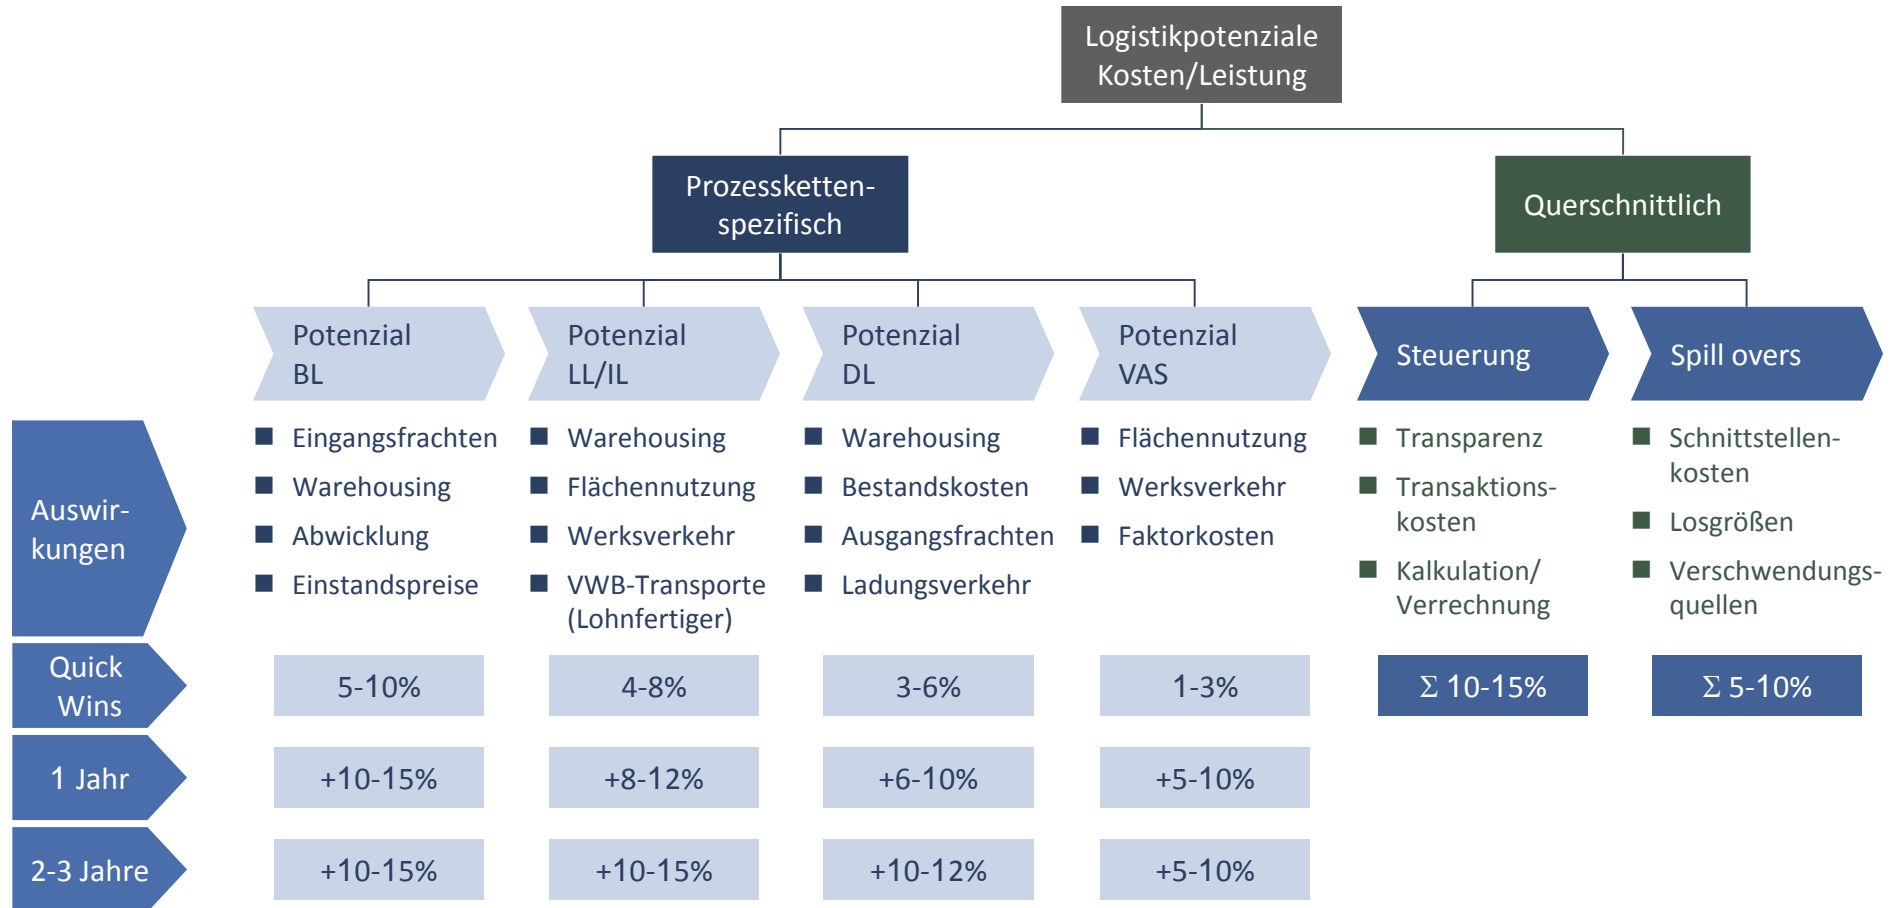 Logistikpotenziale
Kosten/Leistung
Prozessketten-
spezifisch
Querschnittlich
Potenzial
BL
Potenzial
LL/IL
Potenzial
DL
Potenzial
VAS
Steuerung
Spill overs
Auswir-
kungen
Eingangsfrachten
Warehousing
Abwicklung
Einstandspreise
Warehousing
Flächennutzung
Werksverkehr
VWB-Transporte
(Lohnfertiger)
Warehousing
Bestandskosten
Ausgangsfrachten
Ladungsverkehr
Flächennutzung
Werksverkehr
Faktorkosten
Transparenz
Transaktions-
kosten
Kalkulation/
Verrechnung
Schnittstellen-
kosten
Losgrößen
Verschwendungs-
quellen
Quick
Wins
5-10%
4-8%
3-6%
1-3%
Σ 10-15%
Σ 5-10%
1 Jahr
+10-15%
+8-12%
+6-10%
+5-10%
2-3 Jahre
+10-15%
+10-15%
+10-12%
+5-10%